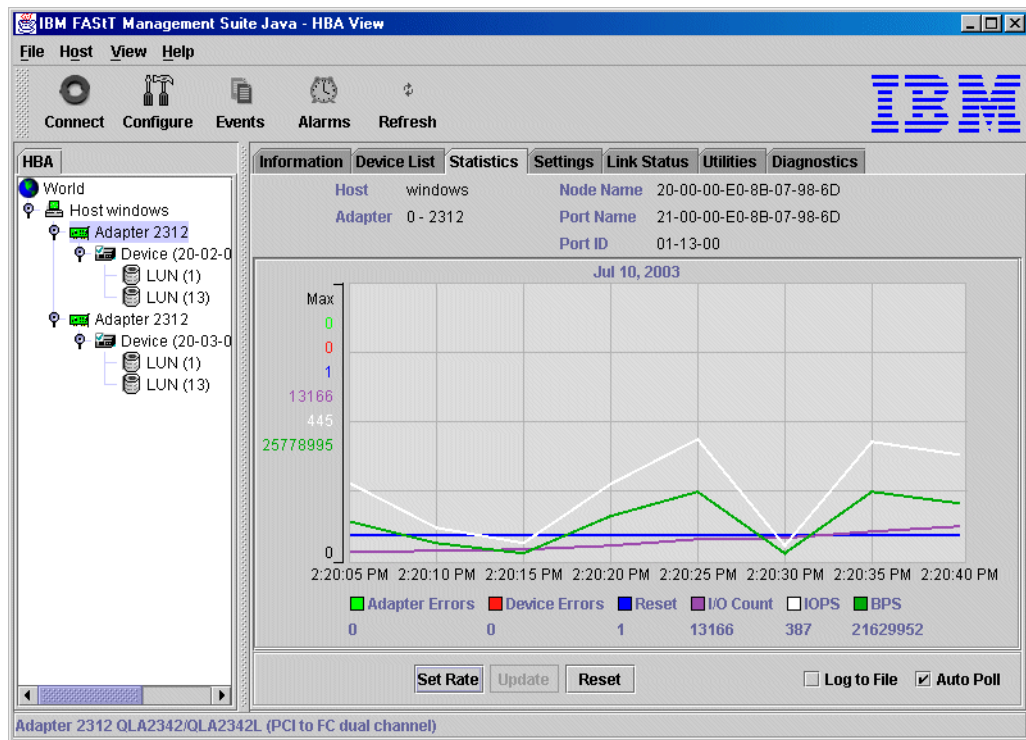 IBM FAStT Management Suite Java - HBA View
File Host View Help
Connect Configure Events Alarms Refresh
IBM
HBA
World
Host windows
Adapter 2312
Device (20-02-0
LUN (1)
LUN (13)
Adapter 2312
Device (20-03-0
LUN (1)
LUN (13)
Information Device List Statistics Settings Link Status Utilities Diagnostics
Host windows Node Name 20-00-00-E0-8B-07-98-6D
Adapter 0 - 2312 Port Name 21-00-00-E0-8B-07-98-6D
Port ID 01-13-00
Jul 10, 2003
Max
0
0
1
13166
445
25778995
0
2:20:05 PM 2:20:10 PM 2:20:15 PM 2:20:20 PM 2:20:25 PM 2:20:30 PM 2:20:35 PM 2:20:40 PM
Adapter Errors Device Errors Reset I/O Count IOPS BPS
0 0 1 13166 387 21629952
Set Rate Update Reset Log to File Auto Poll
Adapter 2312 QLA2342/QLA2342L (PCI to FC dual channel)